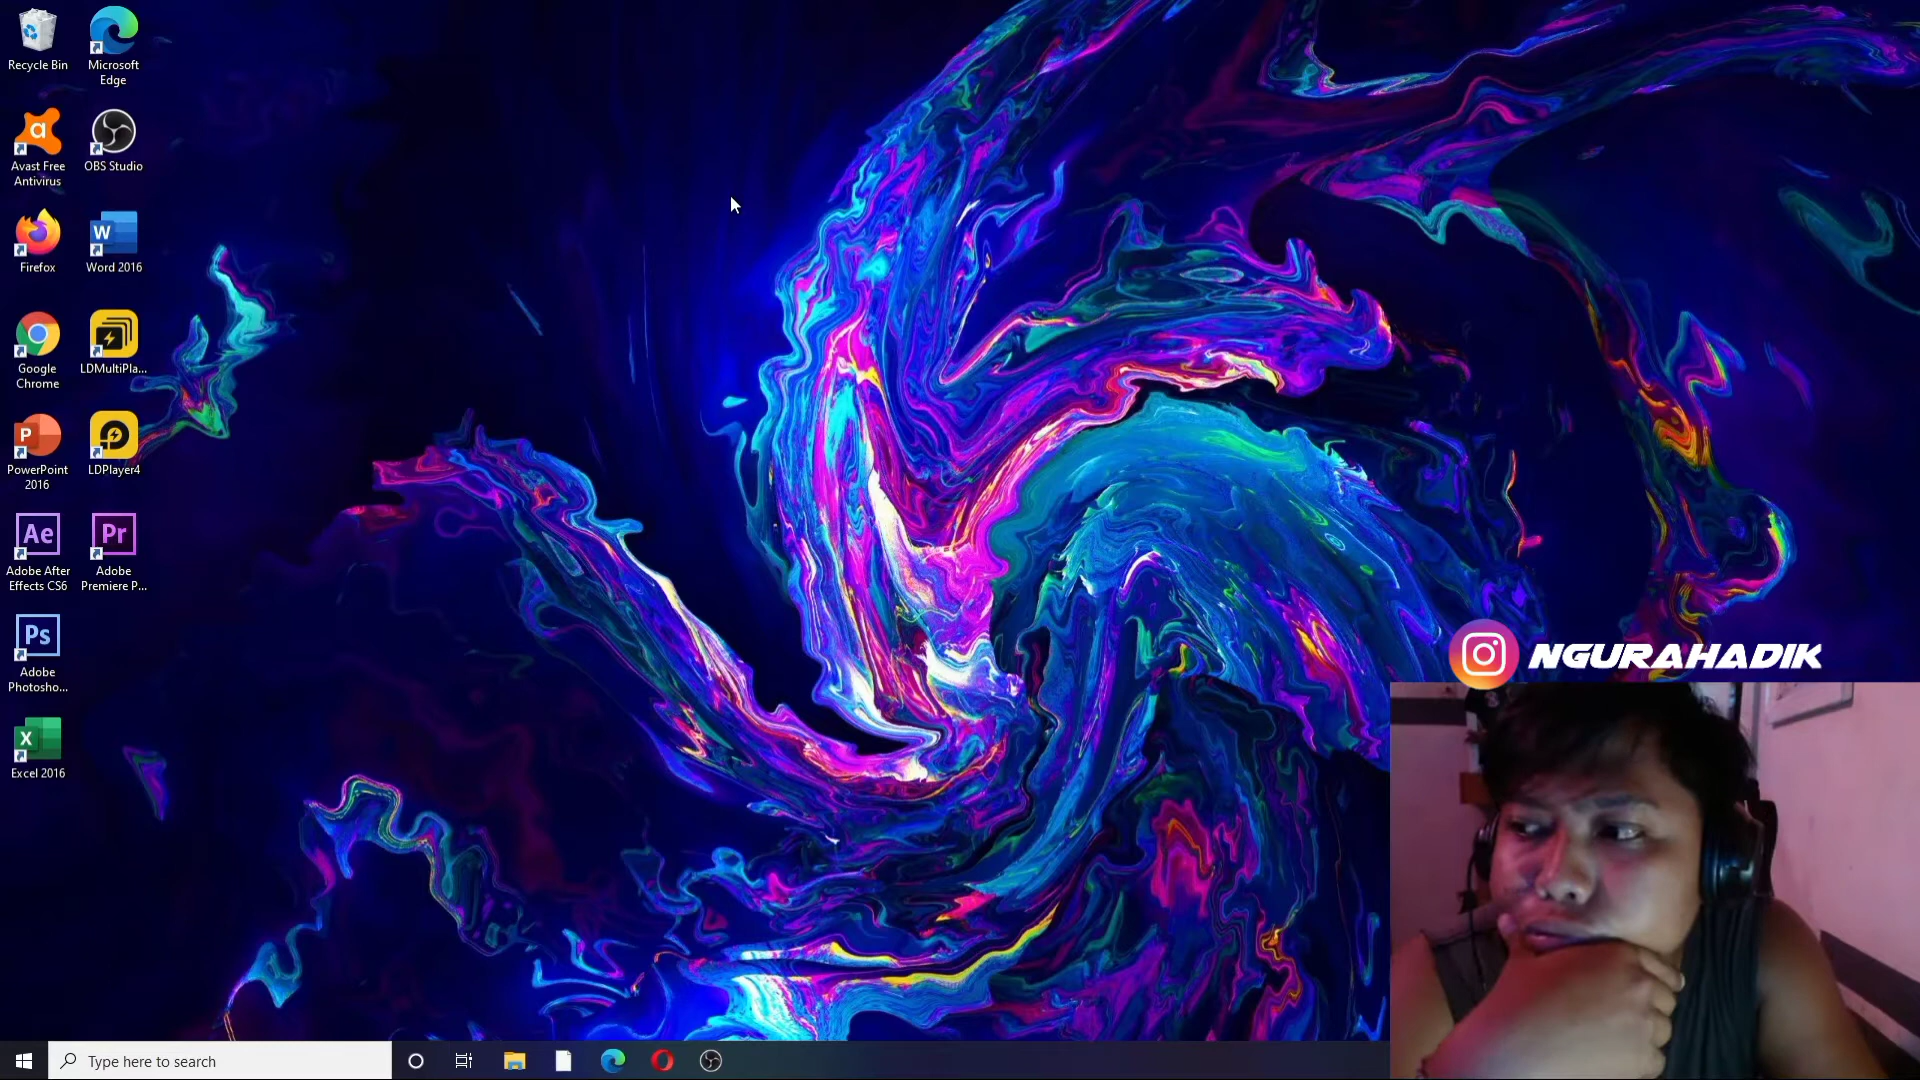 Recycle Bin
Microsoft
Edge
Avast Free
Antivirus
OBS Studio
Firefox
Word 2016
Google
Chrome
LDMultiPla...
PowerPoint
2016
LDPlayer4
Adobe After
Effects CS6
Adobe
Premiere P...
Adobe
Photosho...
Excel 2016
W
P
Ae
Pr
Ps
X
NGURAHADIK
Type here to search